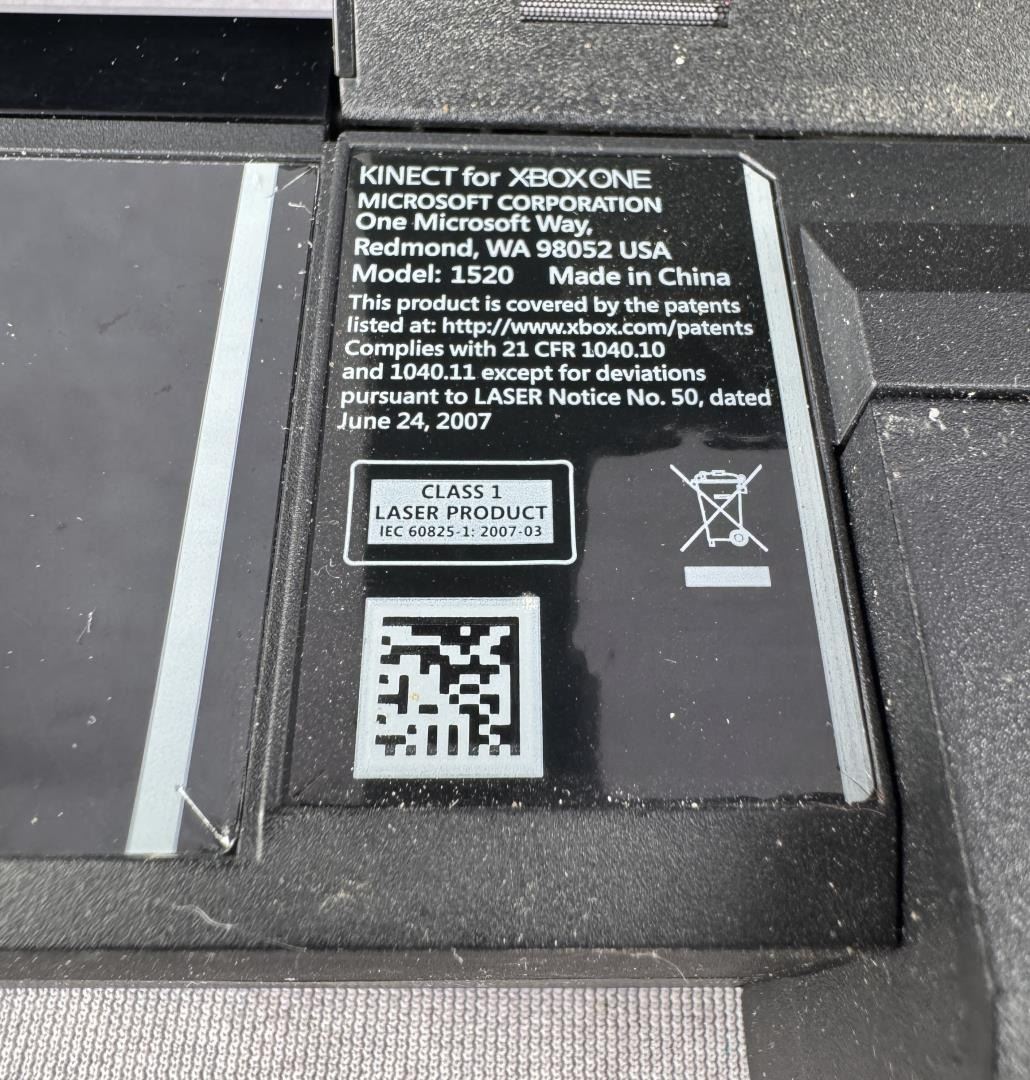 KINECT for XBOX ONE
MICROSOFT CORPORATION
One Microsoft Way,
Redmond, WA 98052 USA
Model: 1520 Made in China
This product is covered by the patents
listed at: http://www.xbox.com/patents
Complies with 21 CFR 1040.10
and 1040.11 except for deviations
pursuant to LASER Notice No. 50, dated
June 24, 2007
CLASS 1
LASER PRODUCT
IEC 60825-1: 2007-03